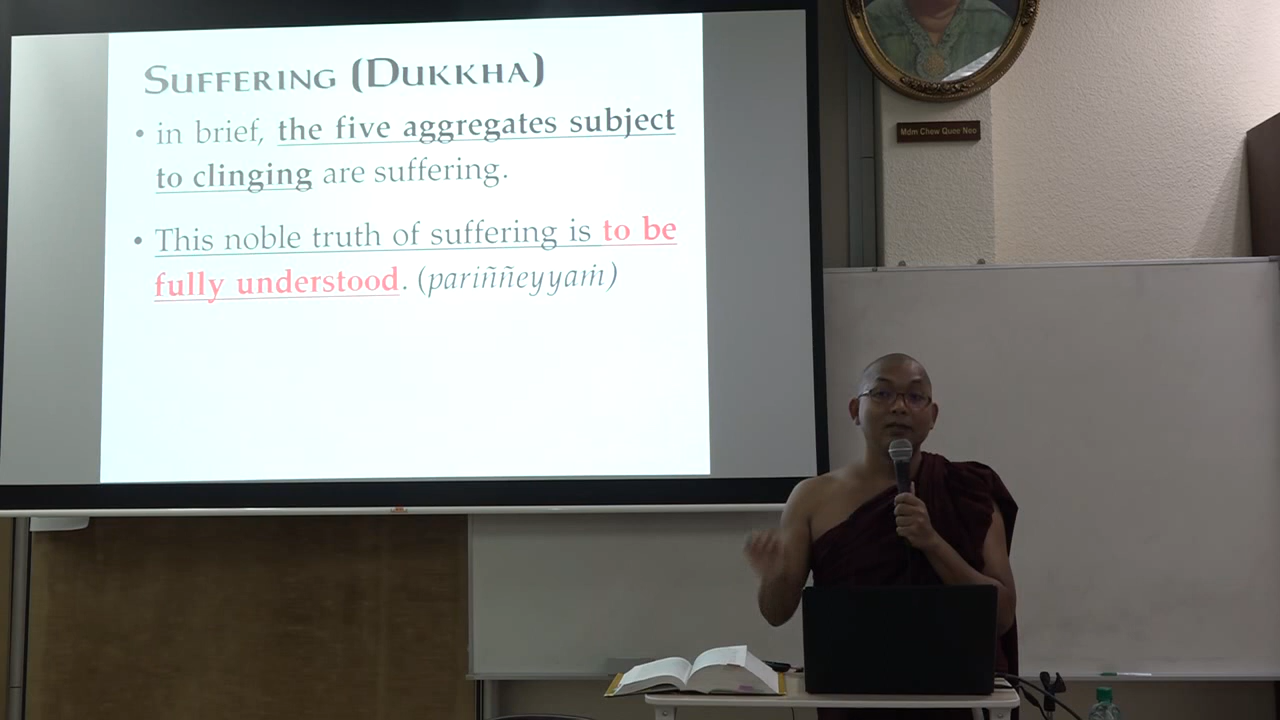 SUFFERING (DUKKHA)
• in brief, the five aggregates subject
to clinging are suffering.
• This noble truth of suffering is to be
fully understood. (pariññeyyaṁ)
Mdm Chow Quee Neo